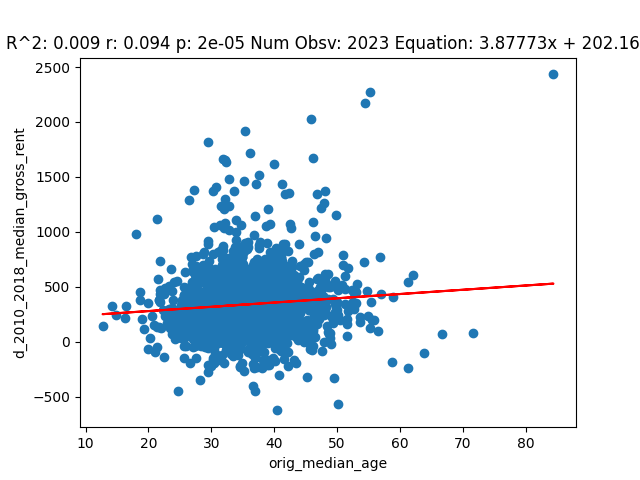 R^2: 0.009 r: 0.094 p: 2e-05 Num Obsv: 2023 Equation: 3.87773x + 202.16
2500
2000
1500
1000
500
0
−500
d_2010_2018_median_gross_rent
10 20 30 40 50 60 70 80
orig_median_age